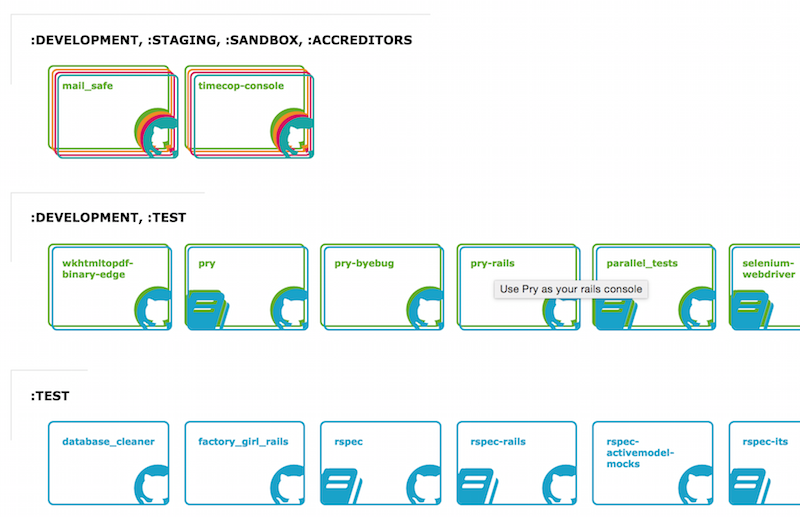 :DEVELOPMENT, :STAGING, :SANDBOX, :ACCREDITORS
mail_safe
timecop-console
:DEVELOPMENT, :TEST
wkhtmltopdf-
binary-edge
pry
pry-byebug
pry-rails
parallel_tests
selenium-
webdriver
Use Pry as your rails console
:TEST
database_cleaner
factory_girl_rails
rspec
rspec-rails
rspec-
activemodel-
mocks
rspec-its